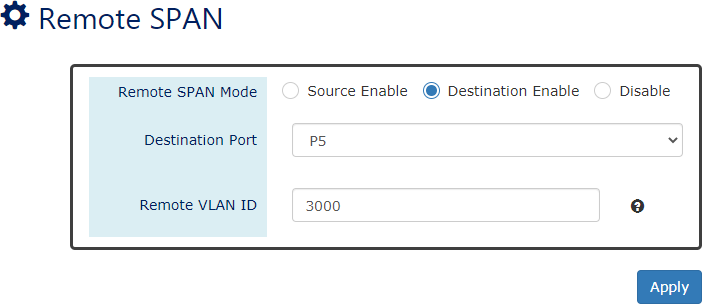 Remote SPAN
Remote SPAN Mode Source Enable Destination Enable Disable
Destination Port P5
Remote VLAN ID 3000
Apply